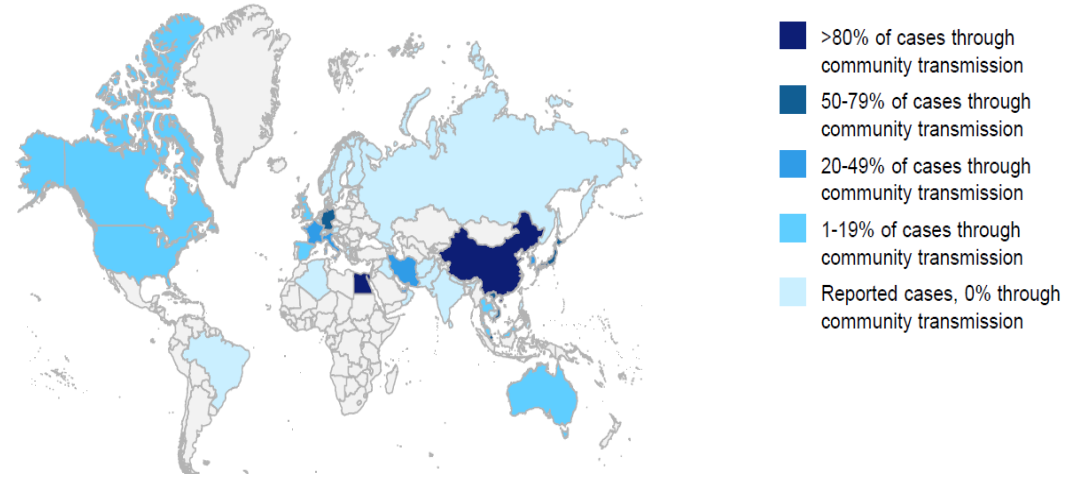 >80% of cases through
community transmission
50-79% of cases through
community transmission
20-49% of cases through
community transmission
1-19% of cases through
community transmission
Reported cases, 0% through
community transmission